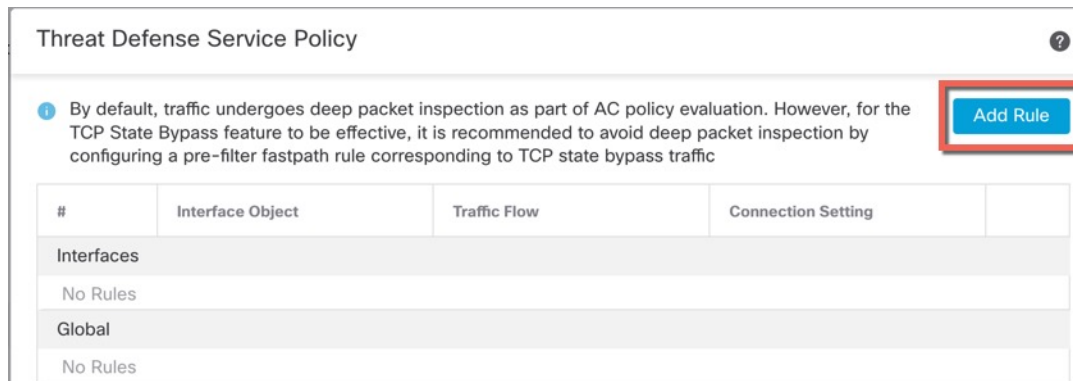 Threat Defense Service Policy
?
i
By default, traffic undergoes deep packet inspection as part of AC policy evaluation. However, for the
TCP State Bypass feature to be effective, it is recommended to avoid deep packet inspection by
configuring a pre-filter fastpath rule corresponding to TCP state bypass traffic
Add Rule
# Interface Object Traffic Flow Connection Setting
Interfaces
No Rules
Global
No Rules